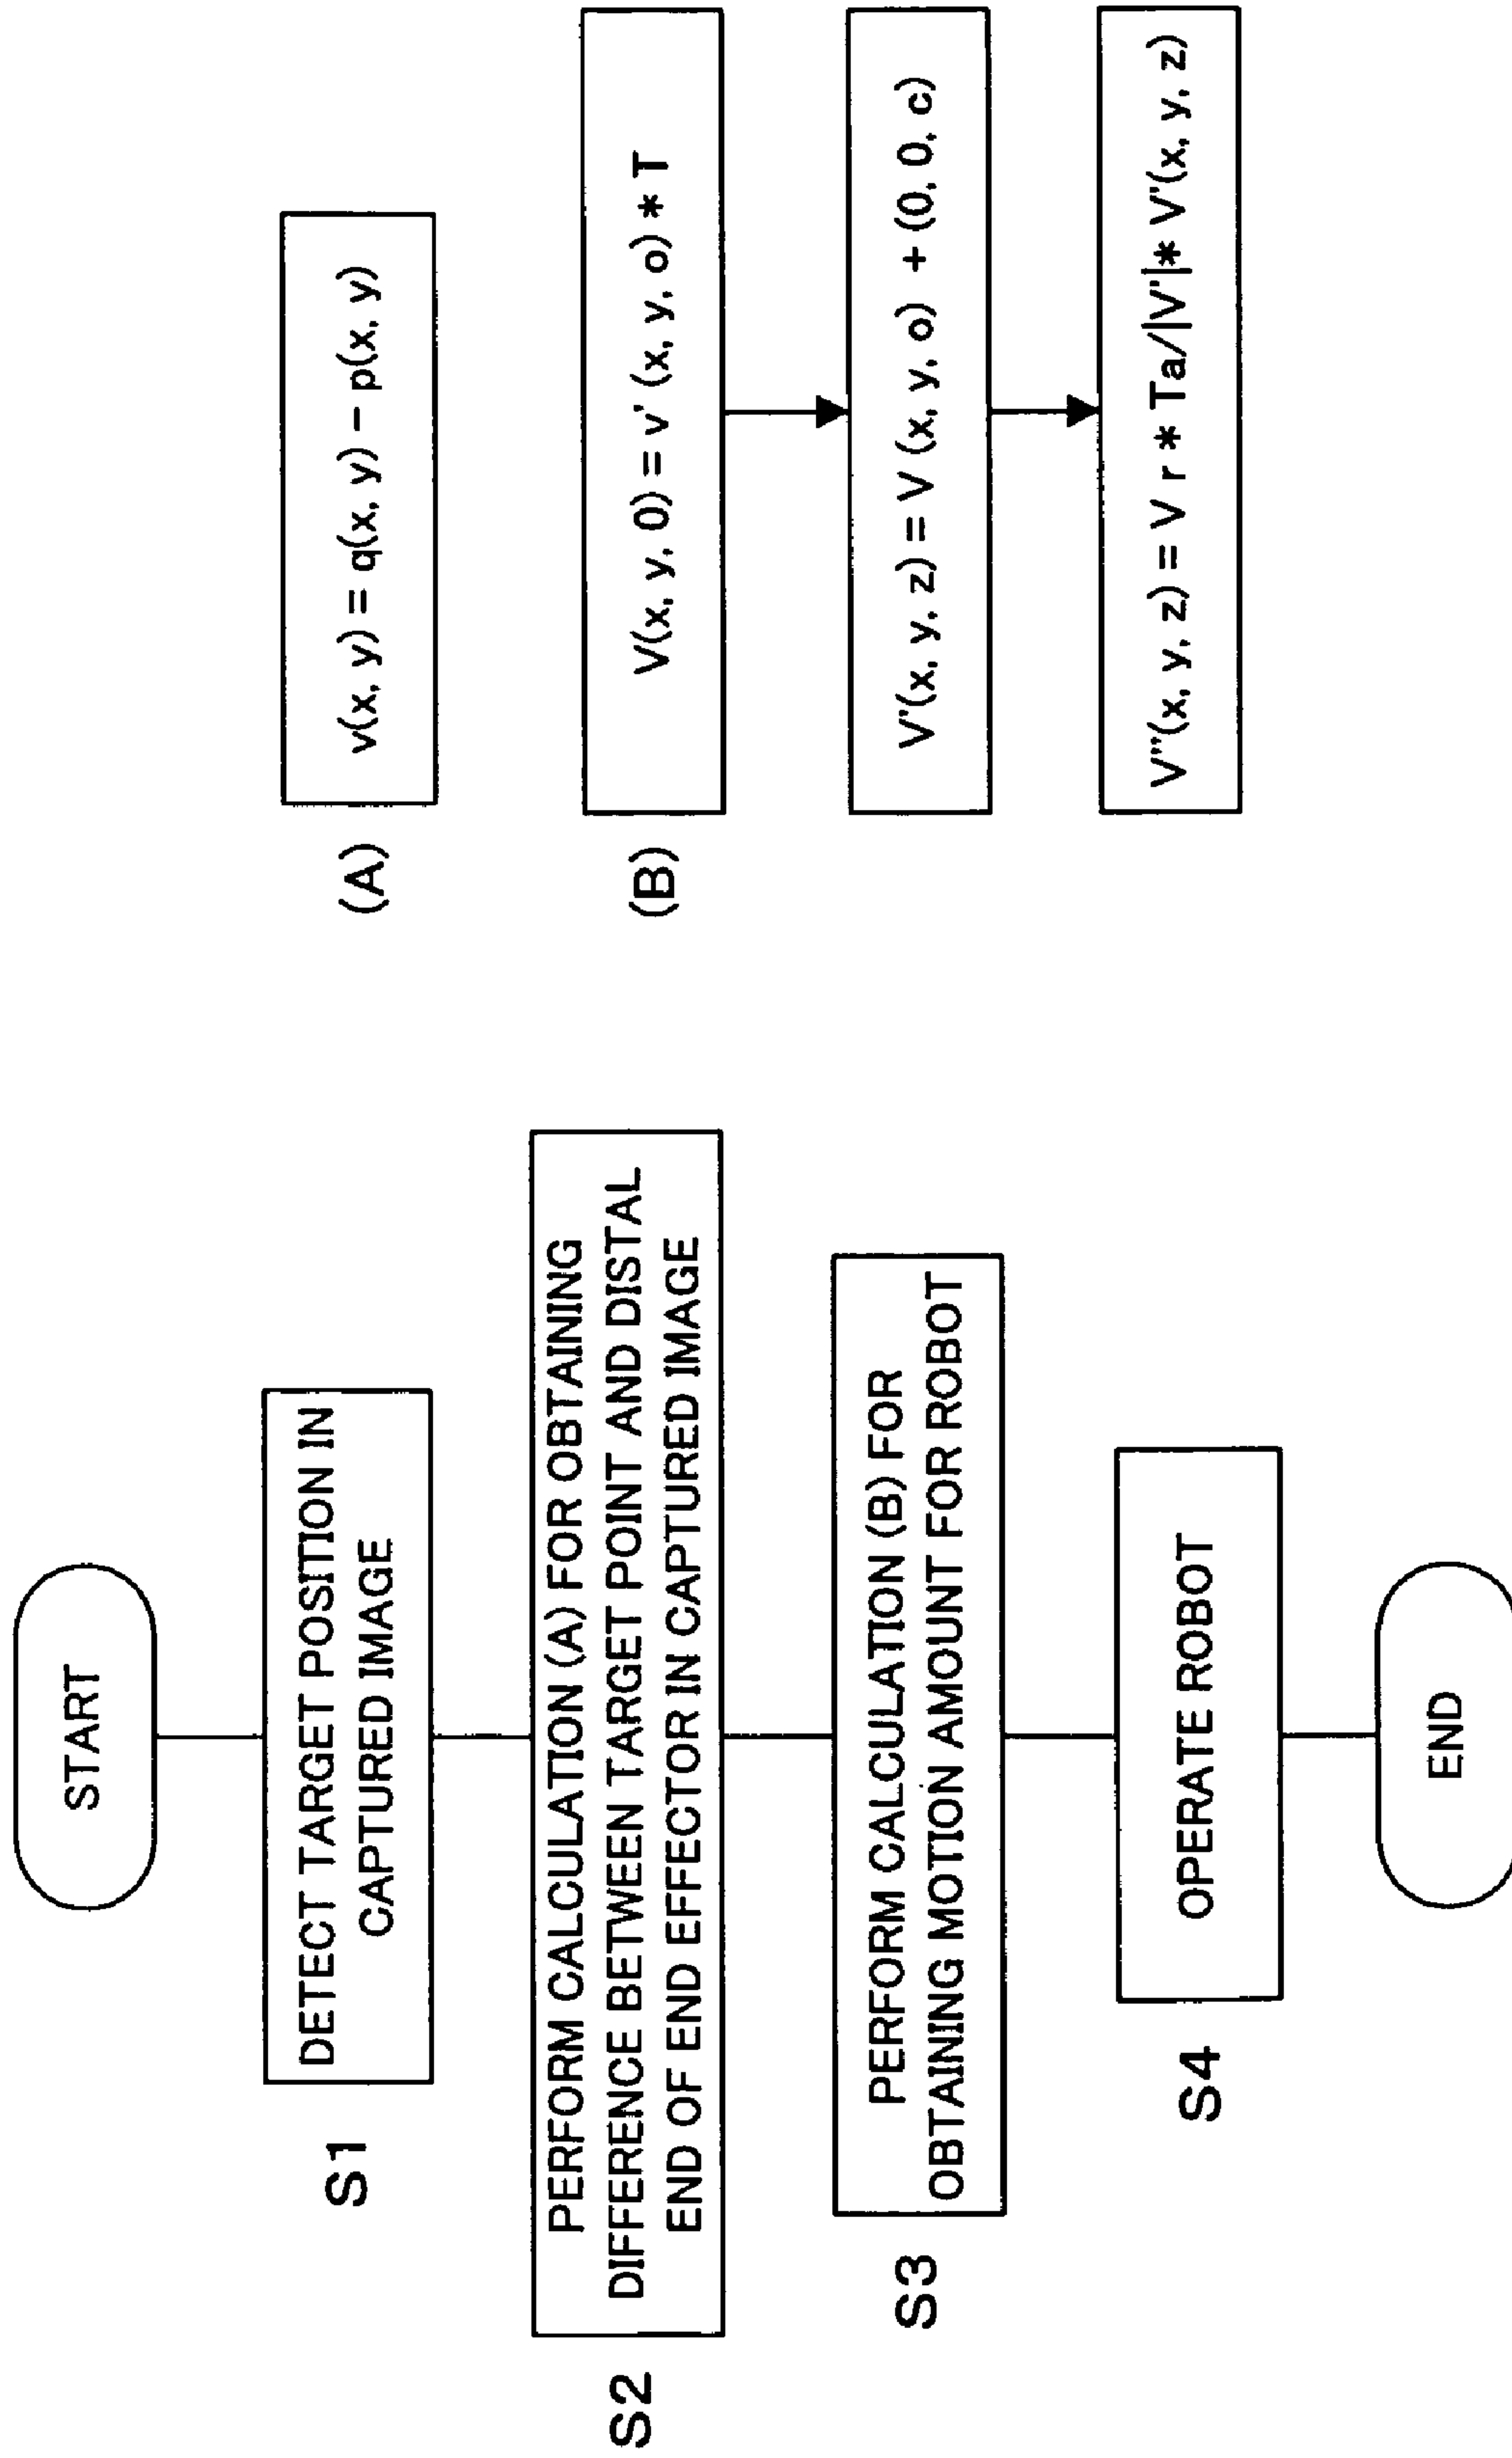 START
S1
DETECT TARGET POSITION IN
CAPTURED IMAGE
S2
PERFORM CALCULATION (A) FOR OBTAINING
DIFFERENCE BETWEEN TARGET POINT AND DISTAL
END OF END EFFECTOR IN CAPTURED IMAGE
S3
PERFORM CALCULATION (B) FOR
OBTAINING MOTION AMOUNT FOR ROBOT
S4
OPERATE ROBOT
END
(A)
v(x, y) = q(x, y) − p(x, y)
(B)
V(x, y, 0) = v' (x, y, o) * T
V'(x, y, z) = V (x, y, o) + (0, 0, c)
V''(x, y, z) = V r * Ta/|V'|* V'(x, y, z)